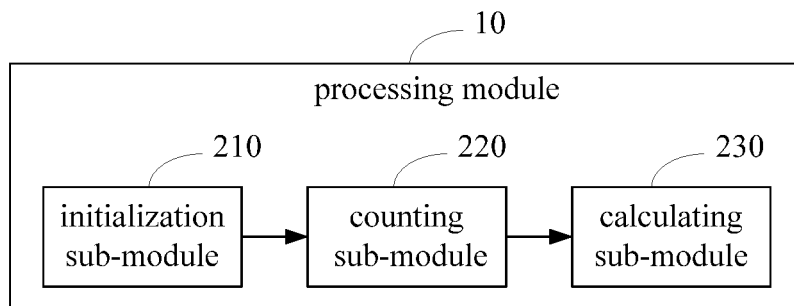 10
processing module
210
220
230
initialization
sub-module
counting
sub-module
calculating
sub-module